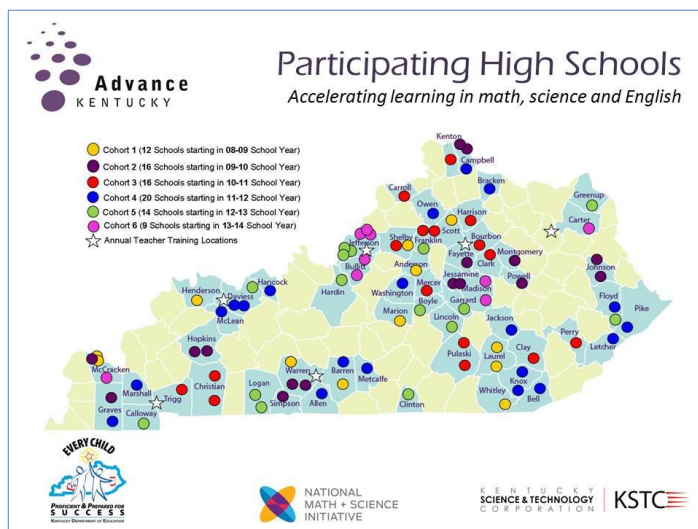 Advance
KENTUCKY
Participating High Schools
Accelerating learning in math, science and English
Cohort 1 (12 Schools starting in 08-09 School Year)
Cohort 2 (16 Schools starting in 09-10 School Year)
Cohort 3 (16 Schools starting in 10-11 School Year)
Cohort 4 (20 Schools starting in 11-12 School Year)
Cohort 5 (14 Schools starting in 12-13 School Year)
Cohort 6 (9 Schools starting in 13-14 School Year)
Annual Teacher Training Locations
Kenton
Campbell
Bracken
Carroll
Owen
Greenup
Carter
Harrison
Scott
Jefferson
Shelby
Franklin
Bourbon
Fayette
Clark
Montgomery
Bullitt
Anderson
Jessamine
Madison
Powell
Johnson
Hancock
Henderson
Daviess
Hardin
Washington
Mercer
Boyle
Garrard
Floyd
Pike
McLean
Marion
Lincoln
Jackson
Letcher
Hopkins
Perry
Pulaski
Clay
Laurel
McCracken
Warren
Barren
Metcalfe
Marshall
Christian
Logan
Knox
Trigg
Simpson
Allen
Clinton
Whitley
Bell
Graves
Calloway
EVERY CHILD
PROFICIENT & PREPARED FOR
SUCCESS
KENTUCKY DEPARTMENT OF EDUCATION
NATIONAL
MATH + SCIENCE
INITIATIVE
KENTUCKY
SCIENCE & TECHNOLOGY
CORPORATION
KSTC